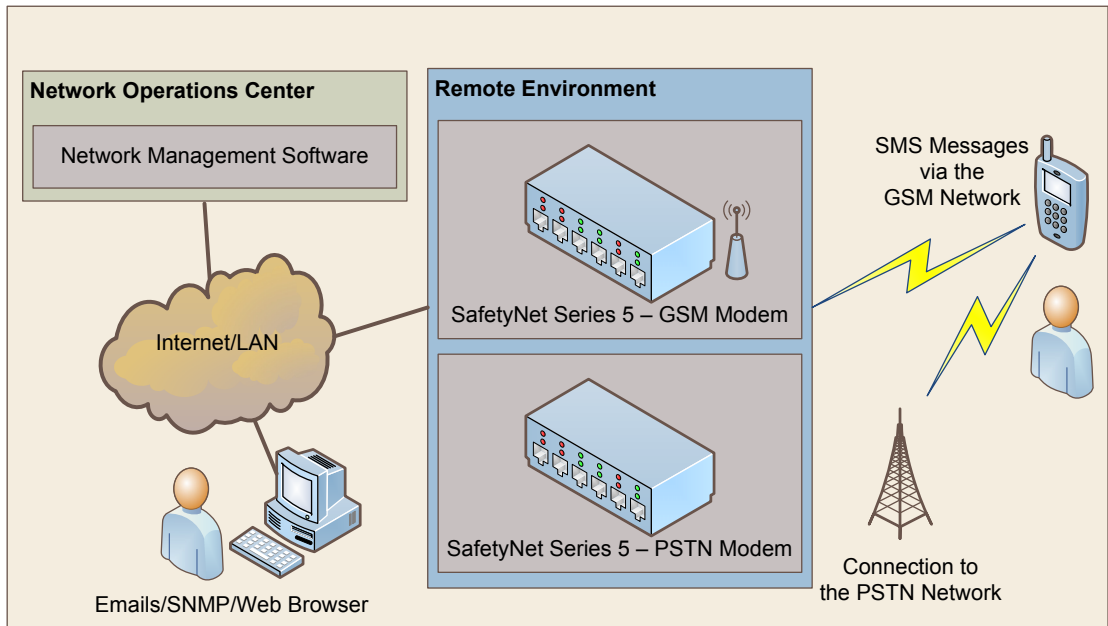 Network Operations Center
Network Management Software
Remote Environment
SafetyNet Series 5 – GSM Modem
SafetyNet Series 5 – PSTN Modem
Internet/LAN
Emails/SNMP/Web Browser
SMS Messages
via the
GSM Network
Connection to
the PSTN Network